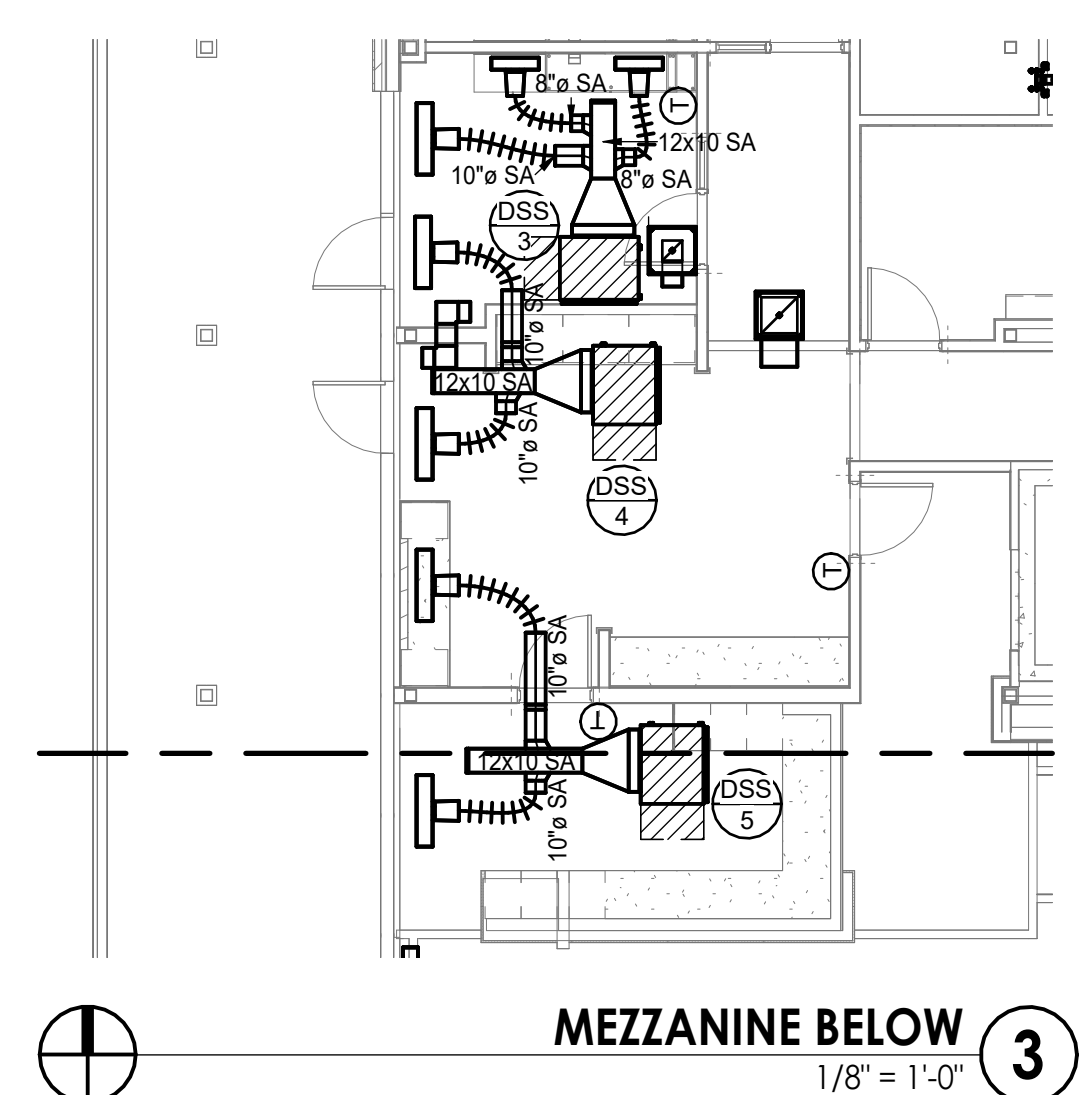 8"ø SA
T
12x10 SA
10"ø SA
8"ø SA
DSS
3
10"ø SA
12x10 SA
10"ø SA
DSS
4
T
10"ø SA
T
12x10 SA
DSS
5
10"ø SA
MEZZANINE BELOW
3
1/8" = 1'-0"